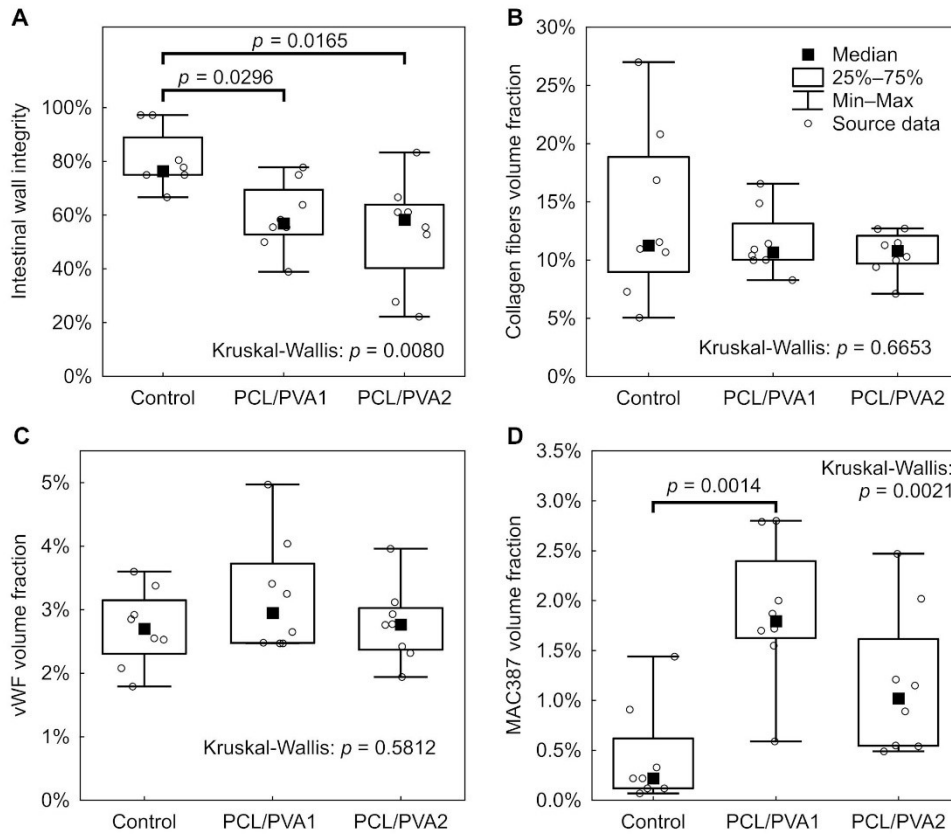 A
p = 0.0165
p = 0.0296
100%
80%
60%
40%
20%
0%
Intestinal wall integrity
Kruskal-Wallis: p = 0.0080
Control
PCL/PVA1
PCL/PVA2
B
30%
25%
20%
15%
10%
5%
0%
Collagen fibers volume fraction
Median
25%–75%
Min–Max
Source data
Kruskal-Wallis: p = 0.6653
Control
PCL/PVA1
PCL/PVA2
C
5%
4%
3%
2%
1%
0%
vWF volume fraction
Kruskal-Wallis: p = 0.5812
Control
PCL/PVA1
PCL/PVA2
D
3.5%
3.0%
2.5%
2.0%
1.5%
1.0%
0.5%
0.0%
MAC387 volume fraction
p = 0.0014
Kruskal-Wallis:
p = 0.0021
Control
PCL/PVA1
PCL/PVA2